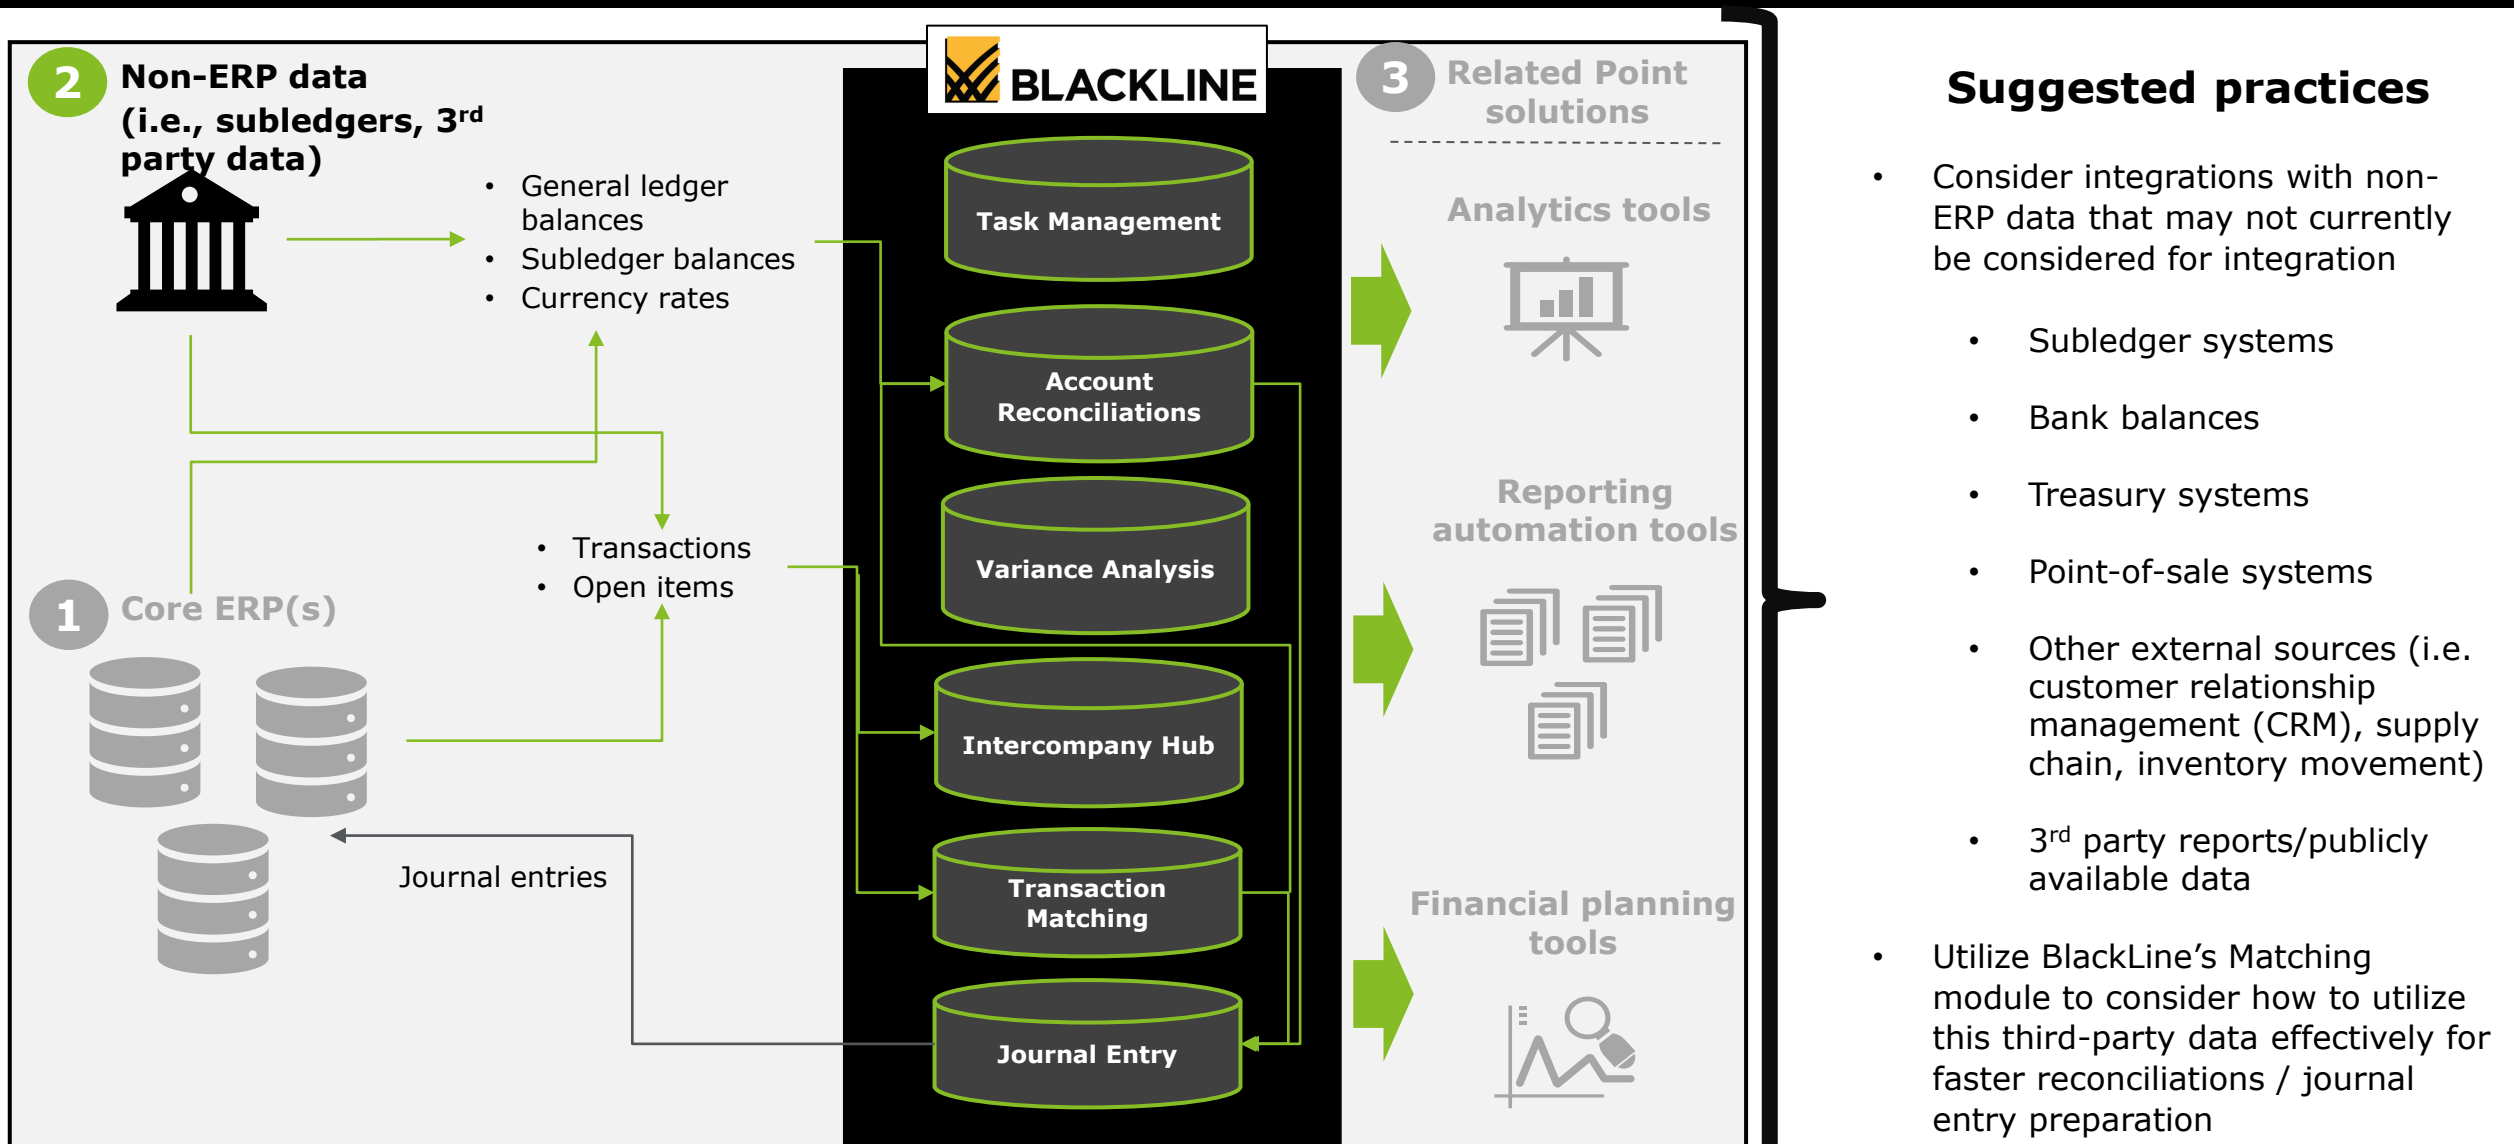 2
Non-ERP data
(i.e., subledgers, 3rd
party data)
• General ledger
balances
• Subledger balances
• Currency rates
• Transactions
• Open items
1
Core ERP(s)
Journal entries
BLACKLINE
Task Management
Account
Reconciliations
Variance Analysis
Intercompany Hub
Transaction
Matching
Journal Entry
3
Related Point
solutions
Analytics tools
Reporting
automation tools
Financial planning
tools
Suggested practices
• Consider integrations with non-
ERP data that may not currently
be considered for integration
• Subledger systems
• Bank balances
• Treasury systems
• Point-of-sale systems
• Other external sources (i.e.
customer relationship
management (CRM), supply
chain, inventory movement)
• 3rd party reports/publicly
available data
• Utilize BlackLine’s Matching
module to consider how to utilize
this third-party data effectively for
faster reconciliations / journal
entry preparation